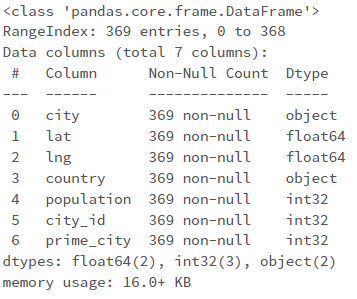 <class 'pandas.core.frame.DataFrame'>
RangeIndex: 369 entries, 0 to 368
Data columns (total 7 columns):
 #   Column      Non-Null Count  Dtype
---  ------      --------------  -----
 0   city        369 non-null    object
 1   lat         369 non-null    float64
 2   lng         369 non-null    float64
 3   country     369 non-null    object
 4   population  369 non-null    int32
 5   city_id     369 non-null    int32
 6   prime_city  369 non-null    int32
dtypes: float64(2), int32(3), object(2)
memory usage: 16.0+ KB